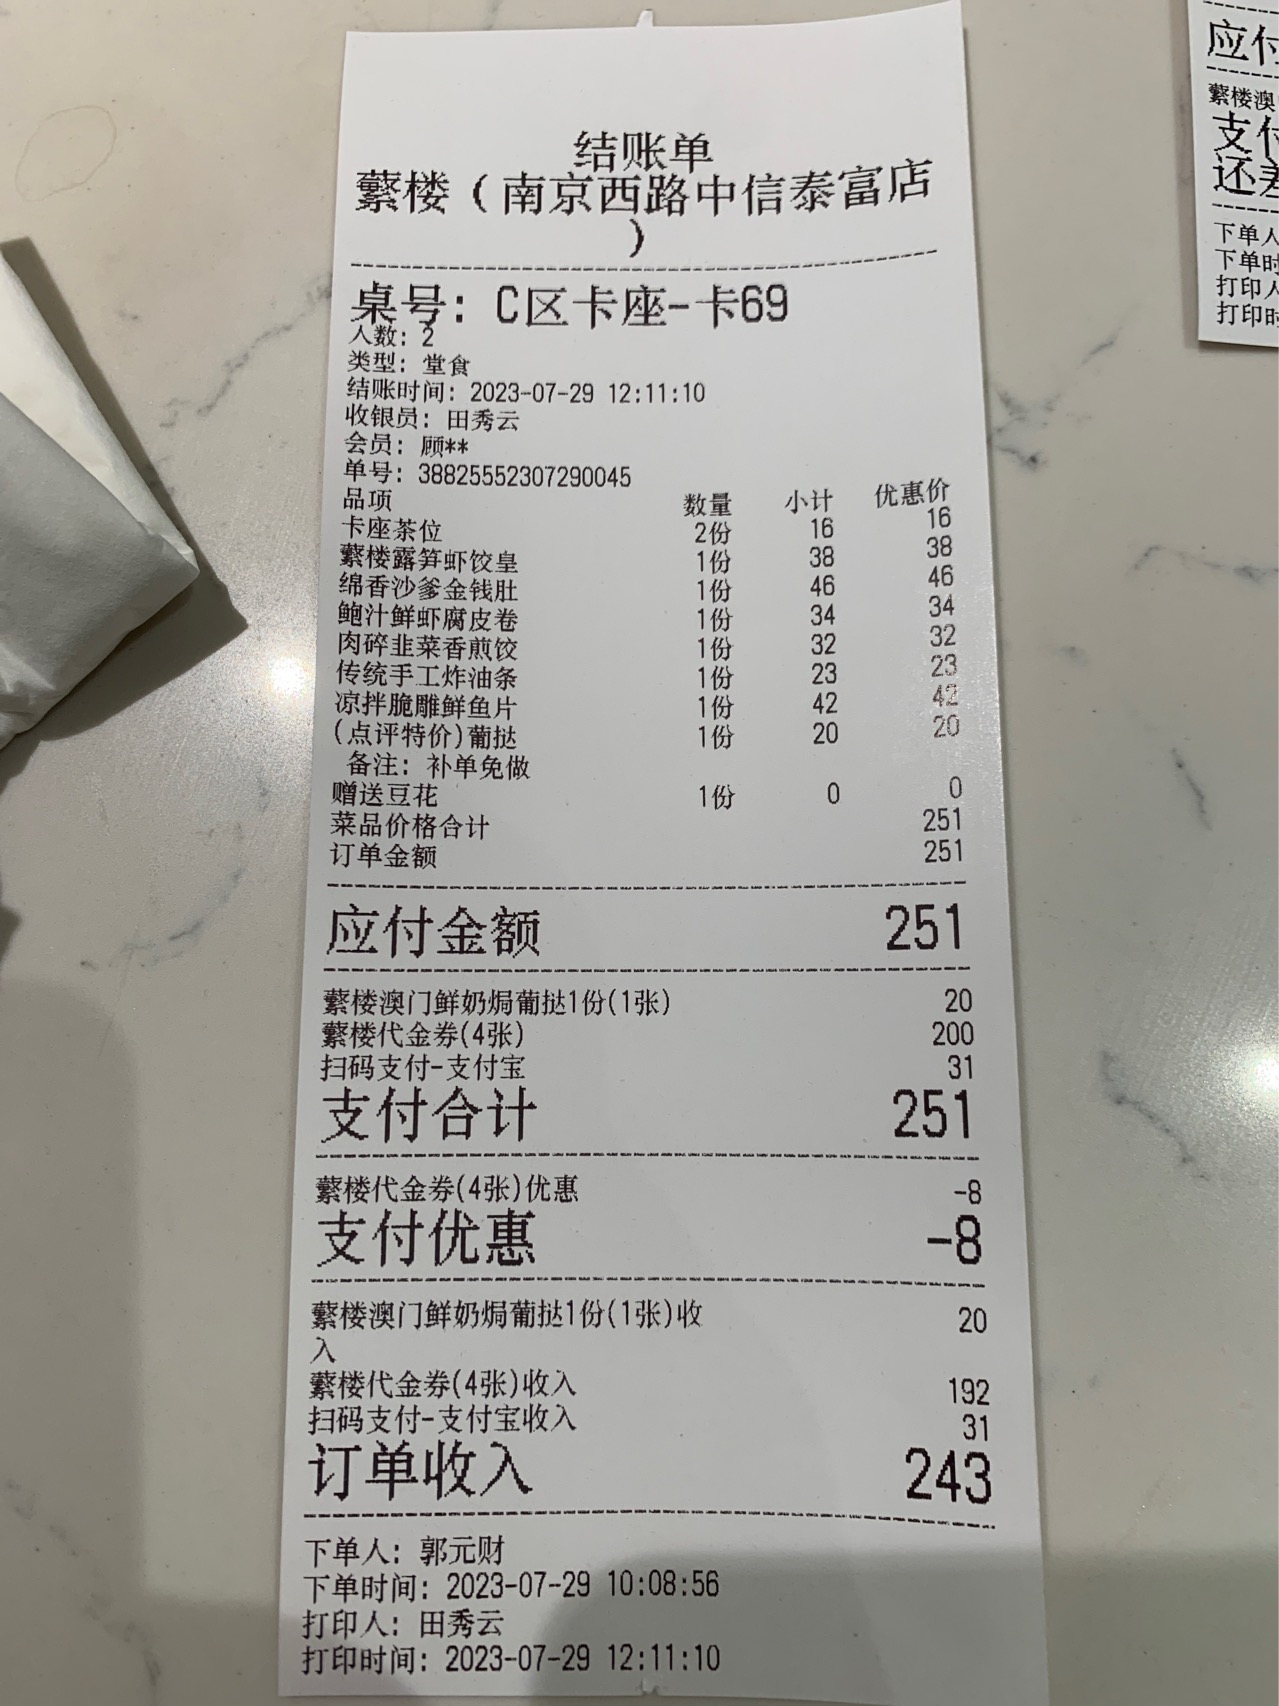 结账单
蘩楼（南京西路中信泰富店
）
桌号：C区卡座-卡69
人数：2
类型：堂食
结账时间：2023-07-29 12:11:10
收银员：田秀云
会员：顾**
单号：38825552307290045
品项 数量 小计 优惠价
卡座茶位 2份 16 16
蘩楼露笋虾饺皇 1份 38 38
绵香沙爹金钱肚 1份 46 46
鲍汁鲜虾腐皮卷 1份 34 34
肉碎韭菜香煎饺 1份 32 32
传统手工炸油条 1份 23 23
凉拌脆雕鲜鱼片 1份 42 42
(点评特价)葡挞 1份 20 20
备注：补单免做
赠送豆花 1份 0 0
菜品价格合计 251
订单金额 251
应付金额 251
蘩楼澳门鲜奶焗葡挞1份(1张) 20
蘩楼代金券(4张) 200
扫码支付-支付宝 31
支付合计 251
蘩楼代金券(4张)优惠 -8
支付优惠 -8
蘩楼澳门鲜奶焗葡挞1份(1张)收 20
入
蘩楼代金券(4张)收入 192
扫码支付-支付宝收入 31
订单收入 243
下单人：郭元财
下单时间：2023-07-29 10:08:56
打印人：田秀云
打印时间：2023-07-29 12:11:10
应付
蘩楼澳
支付
还差
下单人
下单时
打印人
打印时